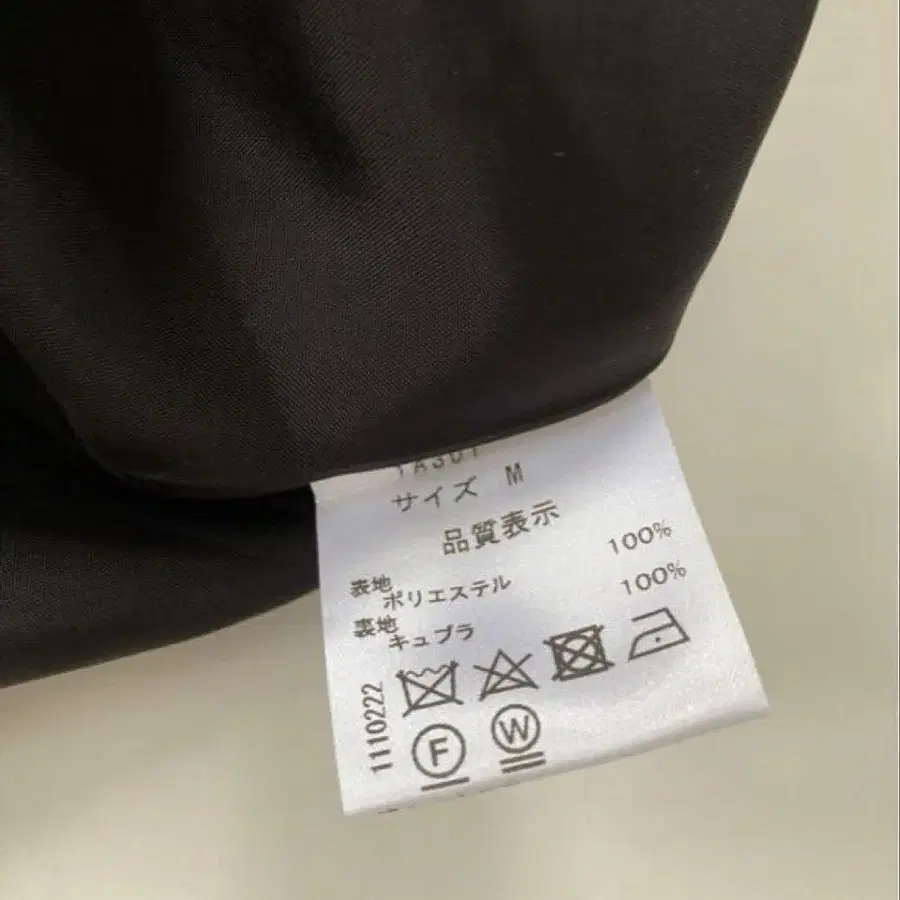 サイズ M
品質表示
表地
ポリエステル 100%
裏地
キュプラ 100%
1110222
F W